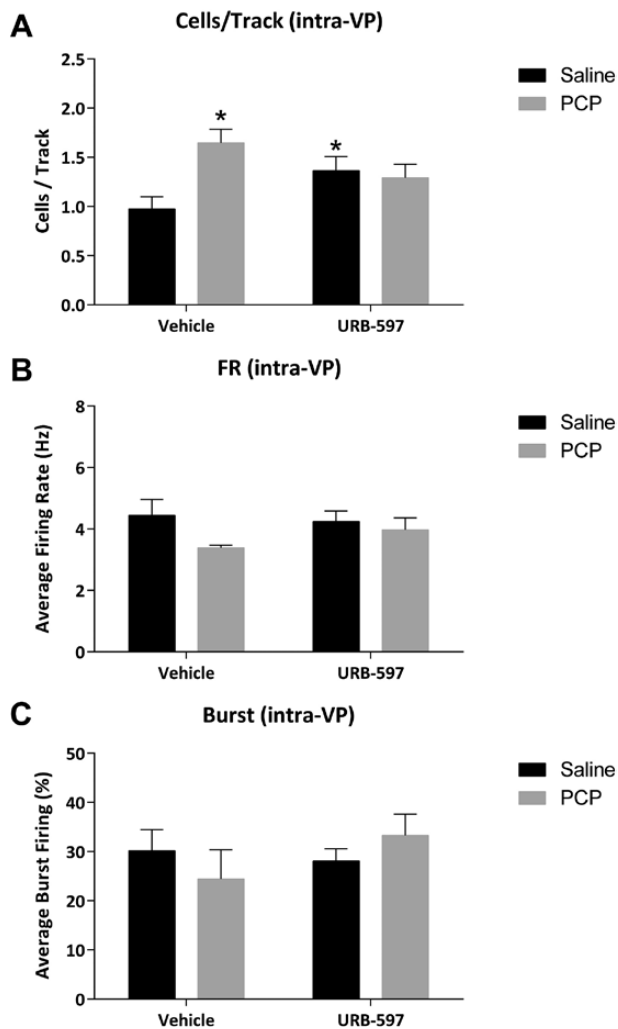 A
Cells/Track (intra-VP)
Cells / Track
2.5
2.0
1.5
1.0
0.5
0.0
*
*
Vehicle
URB-597
Saline
PCP
B
FR (intra-VP)
Average Firing Rate (Hz)
8
6
4
2
0
Vehicle
URB-597
Saline
PCP
C
Burst (intra-VP)
Average Burst Firing (%)
50
40
30
20
10
0
Vehicle
URB-597
Saline
PCP